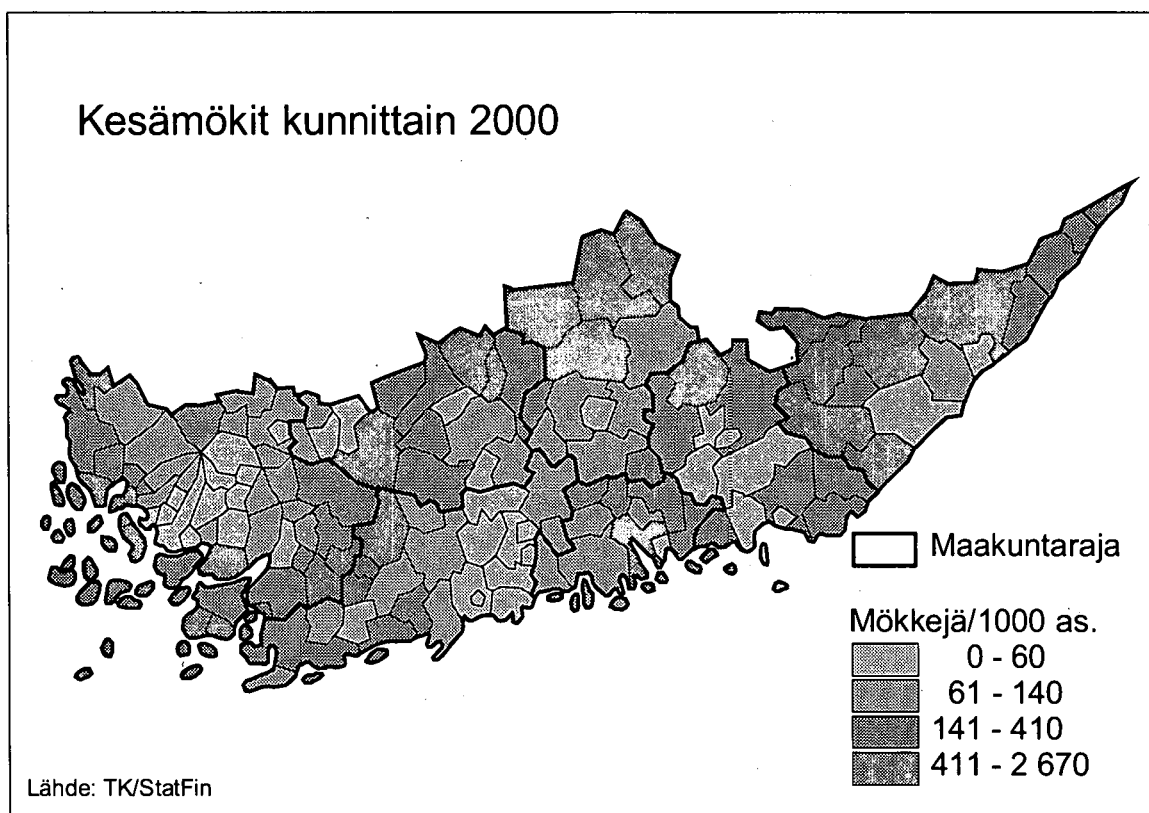 Kesämökit kunnittain 2000
Maakuntaraja
Mökkejä/1000 as.
0 - 60
61 - 140
141 - 410
411 - 2 670
Lähde: TK/StatFin